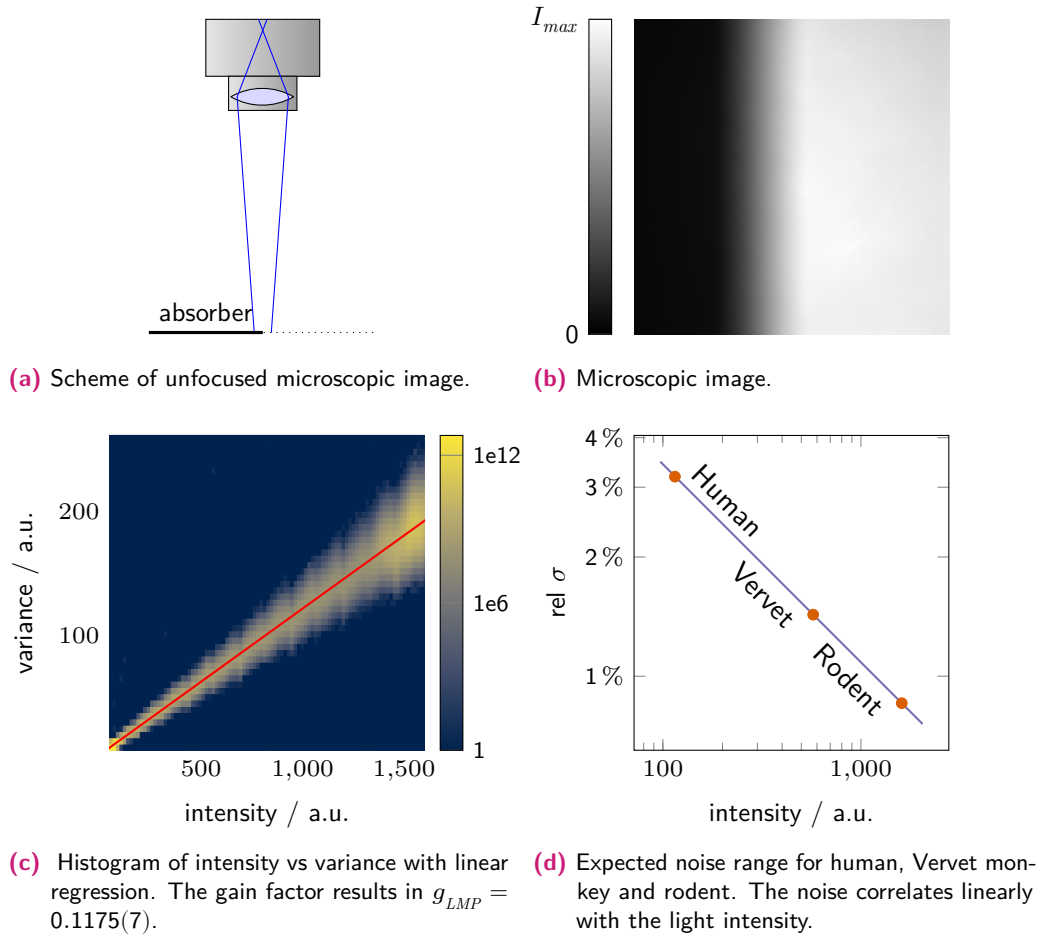 absorber
(a) Scheme of unfocused microscopic image.
I_max
0
(b) Microscopic image.
variance / a.u.
200
100
500
1,000
1,500
intensity / a.u.
1e12
1e6
1
(c) Histogram of intensity vs variance with linear
regression. The gain factor results in g_LMP =
0.1175(7).
rel σ
4 %
3 %
2 %
1 %
Human
Vervet
Rodent
100
1,000
intensity / a.u.
(d) Expected noise range for human, Vervet mon-
key and rodent. The noise correlates linearly
with the light intensity.